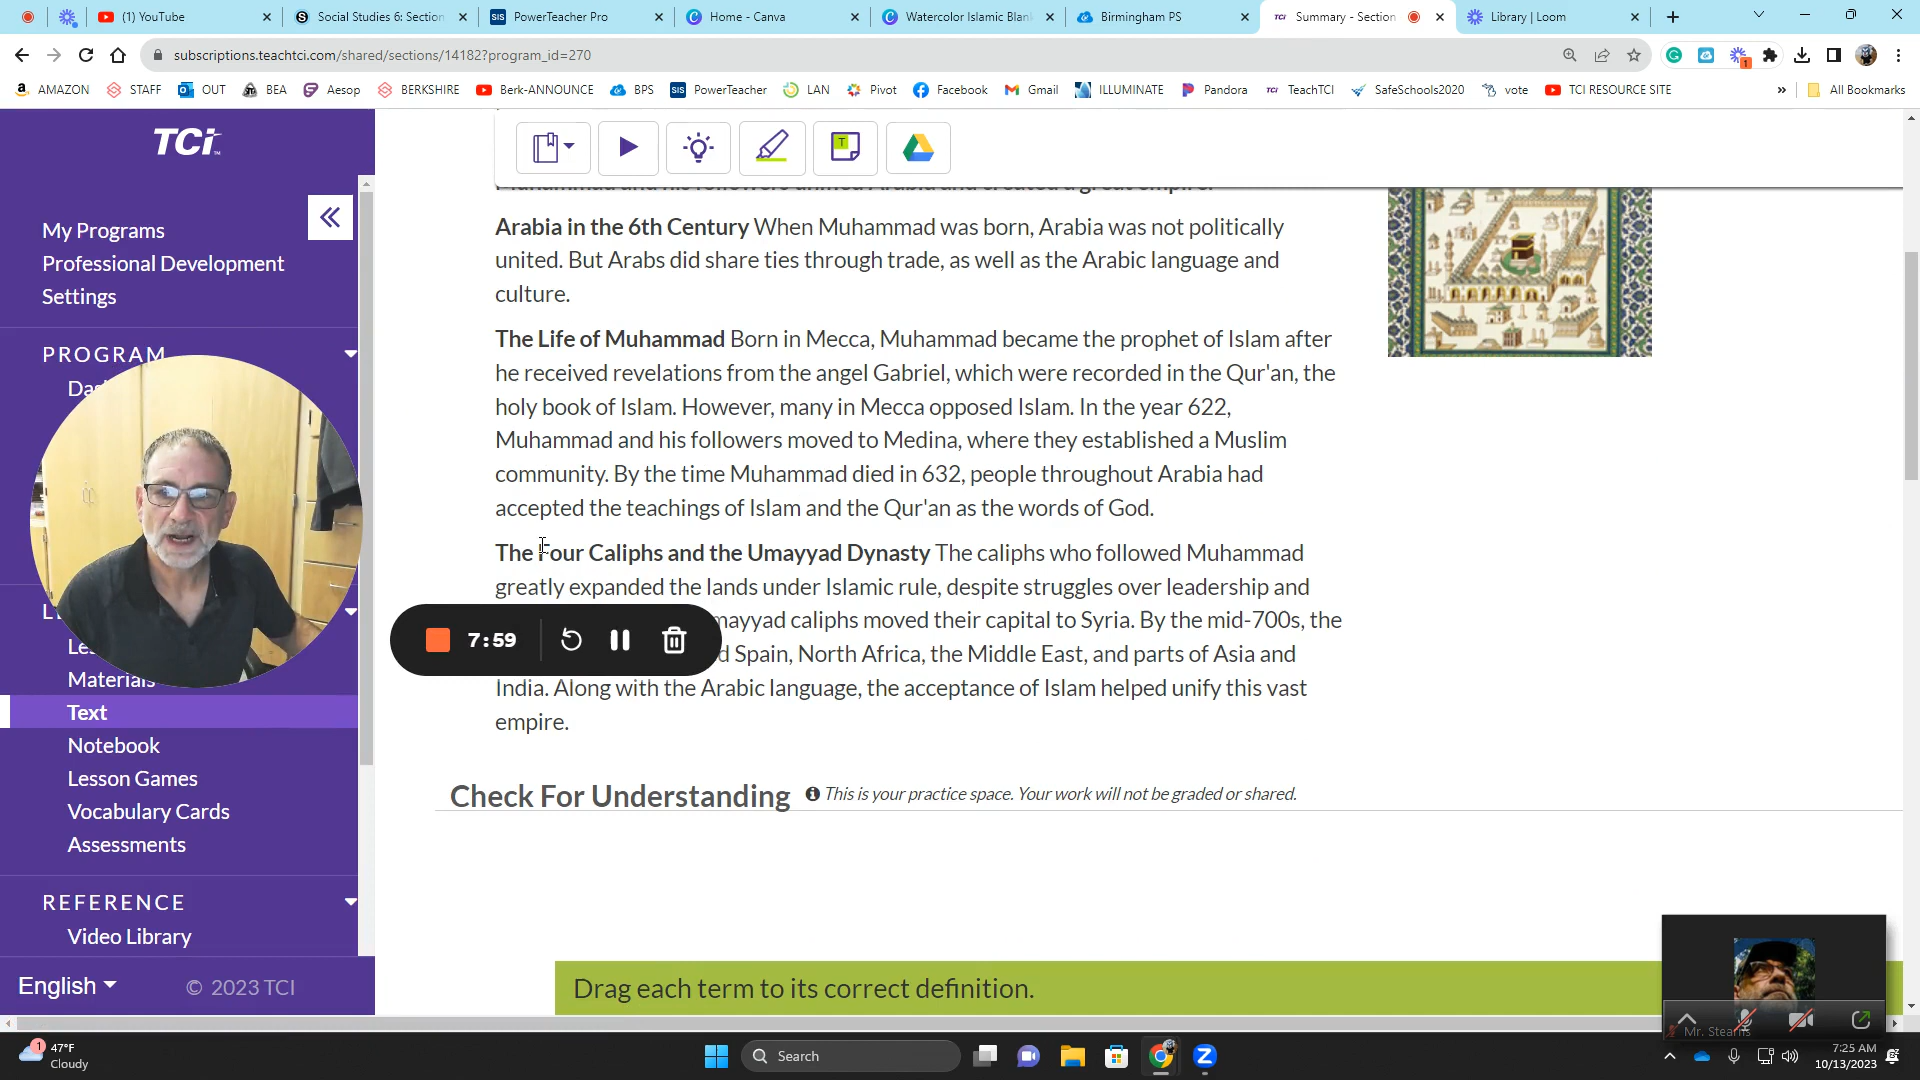 (1) YouTube
Social Studies 6: Section
PowerTeacher Pro
Home - Canva
Watercolor Islamic Blan
Birmingham PS
Summary - Section
Library | Loom
subscriptions.teachtci.com/shared/sections/14182?program_id=270
AMAZON STAFF OUT BEA Aesop BERKSHIRE Berk-ANNOUNCE BPS PowerTeacher LAN Pivot Facebook Gmail ILLUMINATE Pandora TeachTCI SafeSchools2020 vote TCI RESOURCE SITE » All Bookmarks
TCi
My Programs
Professional Development
Settings
PROGRAM
Materials
Text
Notebook
Lesson Games
Vocabulary Cards
Assessments
REFERENCE
Video Library
English
© 2023 TCI
Muhammad and his followers unified Arabia and created a great empire.
Arabia in the 6th Century When Muhammad was born, Arabia was not politically
united. But Arabs did share ties through trade, as well as the Arabic language and
culture.
The Life of Muhammad Born in Mecca, Muhammad became the prophet of Islam after
he received revelations from the angel Gabriel, which were recorded in the Qur'an, the
holy book of Islam. However, many in Mecca opposed Islam. In the year 622,
Muhammad and his followers moved to Medina, where they established a Muslim
community. By the time Muhammad died in 632, people throughout Arabia had
accepted the teachings of Islam and the Qur'an as the words of God.
The Four Caliphs and the Umayyad Dynasty The caliphs who followed Muhammad
greatly expanded the lands under Islamic rule, despite struggles over leadership and
mayyad caliphs moved their capital to Syria. By the mid-700s, the
d Spain, North Africa, the Middle East, and parts of Asia and
India. Along with the Arabic language, the acceptance of Islam helped unify this vast
empire.
7:59
Check For Understanding This is your practice space. Your work will not be graded or shared.
Drag each term to its correct definition.
Mr. Stearns
47°F
Cloudy
Search
7:25 AM
10/13/2023